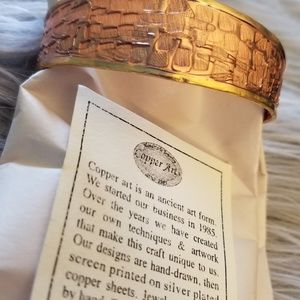 Copper Art
Copper art is an ancient art form.
We started our business in 1985.
Over the years we have created
our own techniques & artwork
that make this craft unique to us.
Our designs are hand-drawn, then
screen printed on silver plated
copper sheets.
by hand